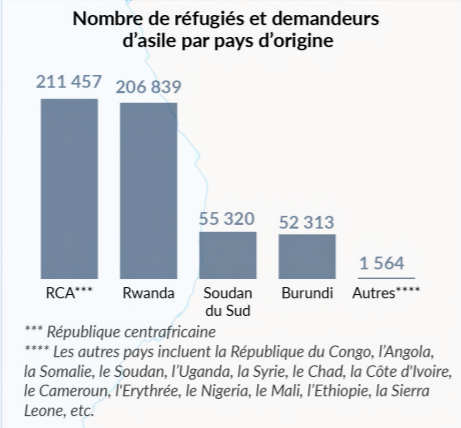 Nombre de réfugiés et demandeurs
d'asile par pays d'origine
211 457
206 839
55 320
52 313
1 564
RCA***
Rwanda
Soudan
du Sud
Burundi
Autres****
*** République centrafricaine
**** Les autres pays incluent la République du Congo, l'Angola,
la Somalie, le Soudan, l'Uganda, la Syrie, le Chad, la Côte d'Ivoire,
le Cameroun, l'Erythrée, le Nigeria, le Mali, l'Ethiopie, la Sierra
Leone, etc.